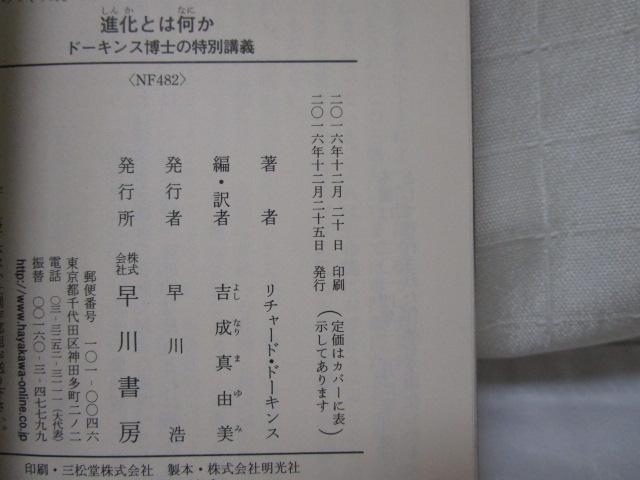 進化とは何か
ドーキンス博士の特別講義
〈NF482〉
二〇一六年十二月 二十 日 印刷
二〇一六年十二月二十五日 発行
（定価はカバーに表
示してあります）
著者 リチャード・ドーキンス
編・訳者 吉成真由美
発行者 早川 浩
発行所 株式会社 早川書房
郵便番号 一〇一-〇〇四六
東京都千代田区神田多町二ノ二
電話 〇三-三二五二-三一一一（大代表）
振替 〇〇一六〇-三-四七七九九
http://www.hayakawa-online.co.jp
印刷・三松堂株式会社 製本・株式会社明光社